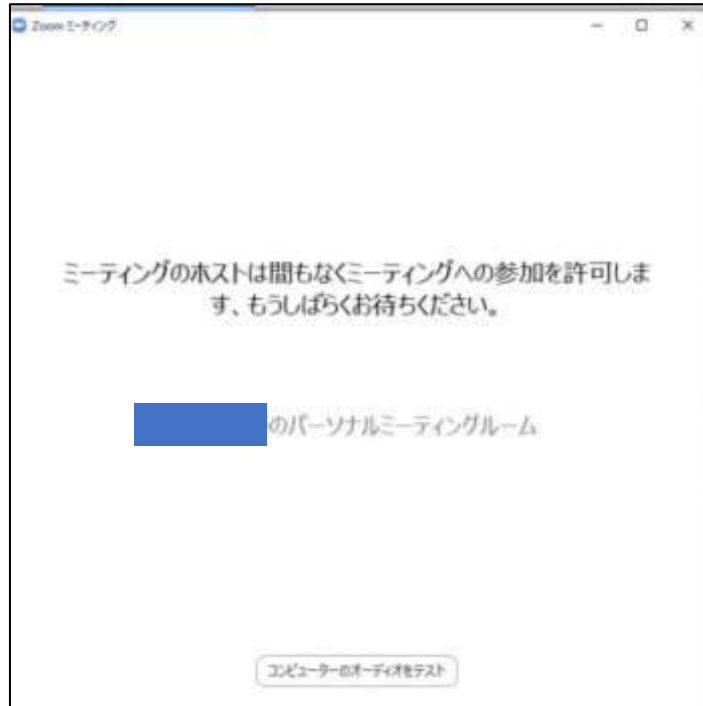 Zoom ミーティング
ミーティングのホストは間もなくミーティングへの参加を許可しま
す、もうしばらくお待ちください。
のパーソナルミーティングルーム
コンピューターのオーディオをテスト